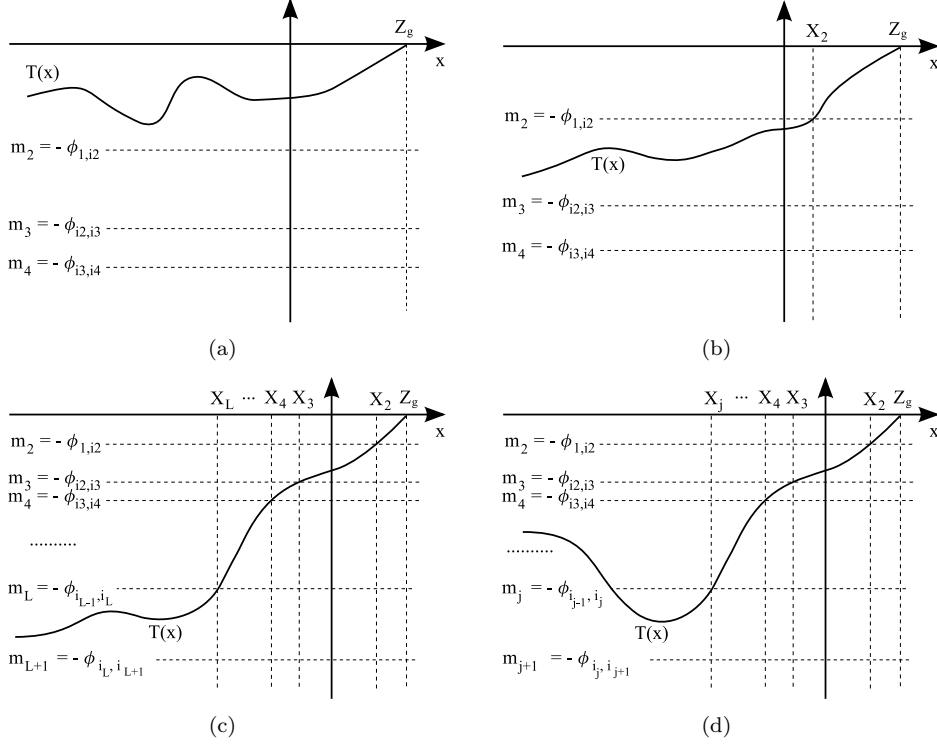 Z_g
x
T(x)
m_2 = - ϕ_{1,i2}
m_3 = - ϕ_{i2,i3}
m_4 = - ϕ_{i3,i4}
(a)
X_2 Z_g
x
m_2 = - ϕ_{1,i2}
T(x)
m_3 = - ϕ_{i2,i3}
m_4 = - ϕ_{i3,i4}
(b)
X_L ... X_4 X_3 X_2 Z_g
x
m_2 = - ϕ_{1,i2}
m_3 = - ϕ_{i2,i3}
m_4 = - ϕ_{i3,i4}
..........
m_L = - ϕ_{i_{L-1}, i_L}
T(x)
m_{L+1} = - ϕ_{i_L, i_{L+1}}
(c)
X_j ... X_4 X_3 X_2 Z_g
x
m_2 = - ϕ_{1,i2}
m_3 = - ϕ_{i2,i3}
m_4 = - ϕ_{i3,i4}
..........
m_j = - ϕ_{i_{j-1}, i_j}
T(x)
m_{j+1} = - ϕ_{i_j, i_{j+1}}
(d)